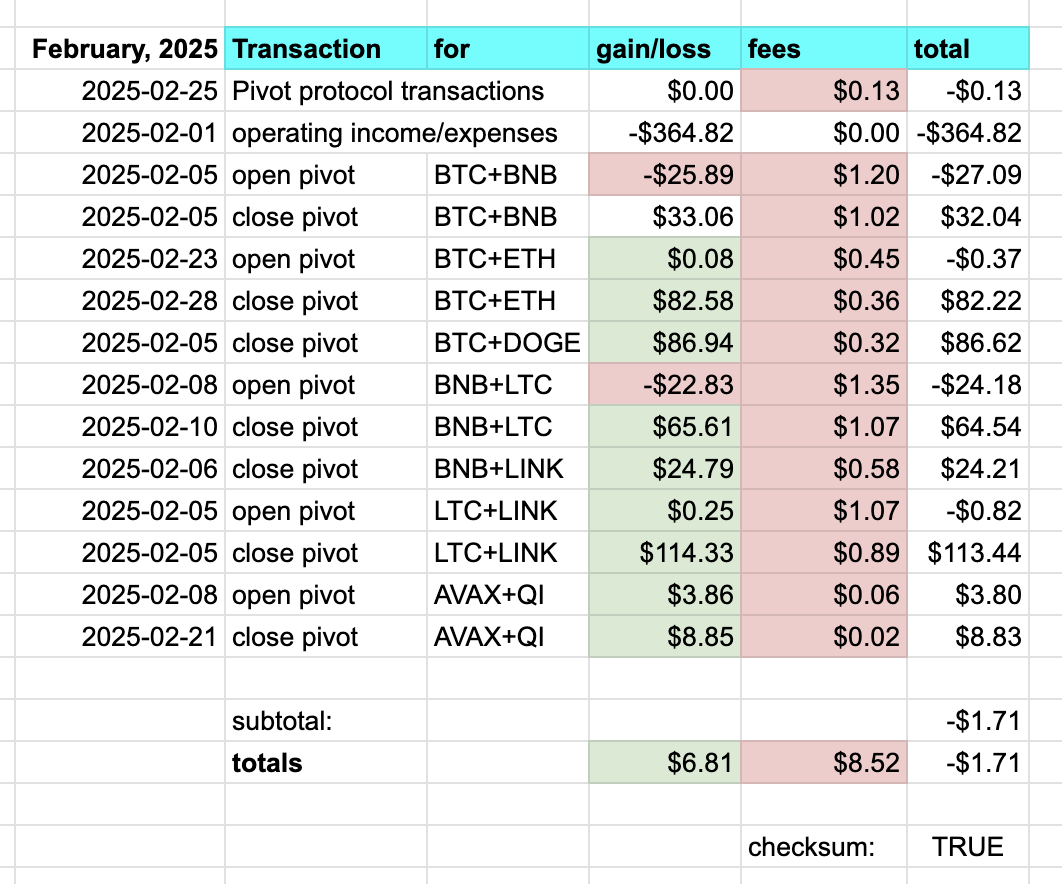 February, 2025 Transaction for gain/loss fees total
2025-02-25 Pivot protocol transactions $0.00 $0.13 -$0.13
2025-02-01 operating income/expenses -$364.82 $0.00 -$364.82
2025-02-05 open pivot BTC+BNB -$25.89 $1.20 -$27.09
2025-02-05 close pivot BTC+BNB $33.06 $1.02 $32.04
2025-02-23 open pivot BTC+ETH $0.08 $0.45 -$0.37
2025-02-28 close pivot BTC+ETH $82.58 $0.36 $82.22
2025-02-05 close pivot BTC+DOGE $86.94 $0.32 $86.62
2025-02-08 open pivot BNB+LTC -$22.83 $1.35 -$24.18
2025-02-10 close pivot BNB+LTC $65.61 $1.07 $64.54
2025-02-06 close pivot BNB+LINK $24.79 $0.58 $24.21
2025-02-05 open pivot LTC+LINK $0.25 $1.07 -$0.82
2025-02-05 close pivot LTC+LINK $114.33 $0.89 $113.44
2025-02-08 open pivot AVAX+QI $3.86 $0.06 $3.80
2025-02-21 close pivot AVAX+QI $8.85 $0.02 $8.83
subtotal: -$1.71
totals $6.81 $8.52 -$1.71
checksum: TRUE